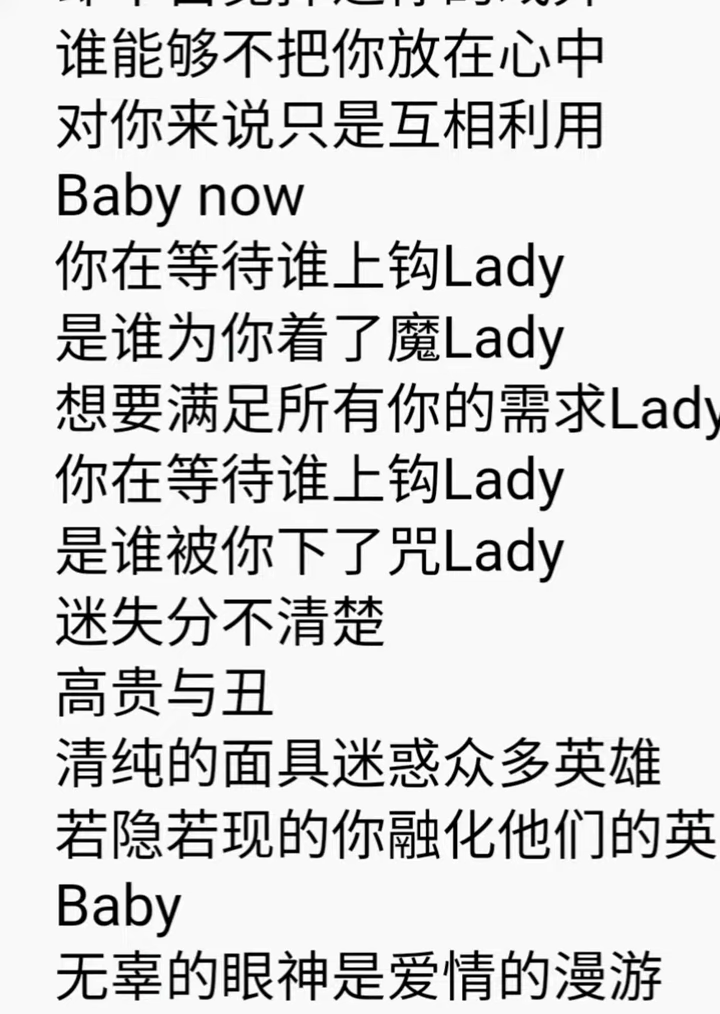 谁能够不把你放在心中
对你来说只是互相利用
Baby now
你在等待谁上钩Lady
是谁为你着了魔Lady
想要满足所有你的需求Lady
你在等待谁上钩Lady
是谁被你下了咒Lady
迷失分不清楚
高贵与丑
清纯的面具迷惑众多英雄
若隐若现的你融化他们的英
Baby
无辜的眼神是爱情的漫游